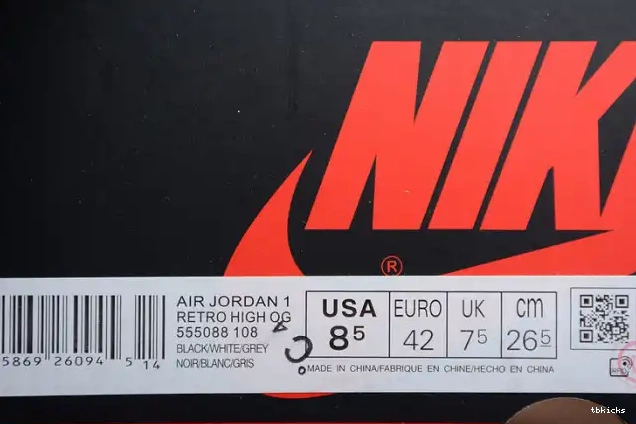 NIK
®
AIR JORDAN 1
RETRO HIGH OG
555088 108
BLACK/WHITE/GREY
NOIR/BLANC/GRIS
5869 26094 5 14
USA EURO UK cm
8⁵ 42 7⁵ 26⁵
MADE IN CHINA/FABRIQUE EN CHINE/HECHO EN CHINA
tbkicks